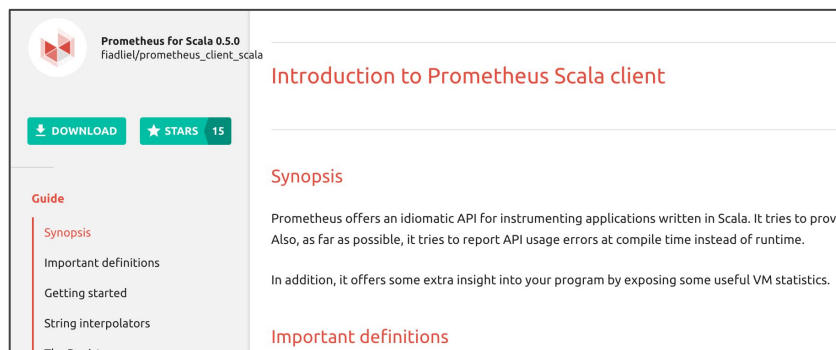 Prometheus for Scala 0.5.0
fiadliel/prometheus_client_scala
DOWNLOAD
STARS 15
Guide
Synopsis
Important definitions
Getting started
String interpolators
Introduction to Prometheus Scala client
Synopsis
Prometheus offers an idiomatic API for instrumenting applications written in Scala. It tries to prov
Also, as far as possible, it tries to report API usage errors at compile time instead of runtime.
In addition, it offers some extra insight into your program by exposing some useful VM statistics.
Important definitions